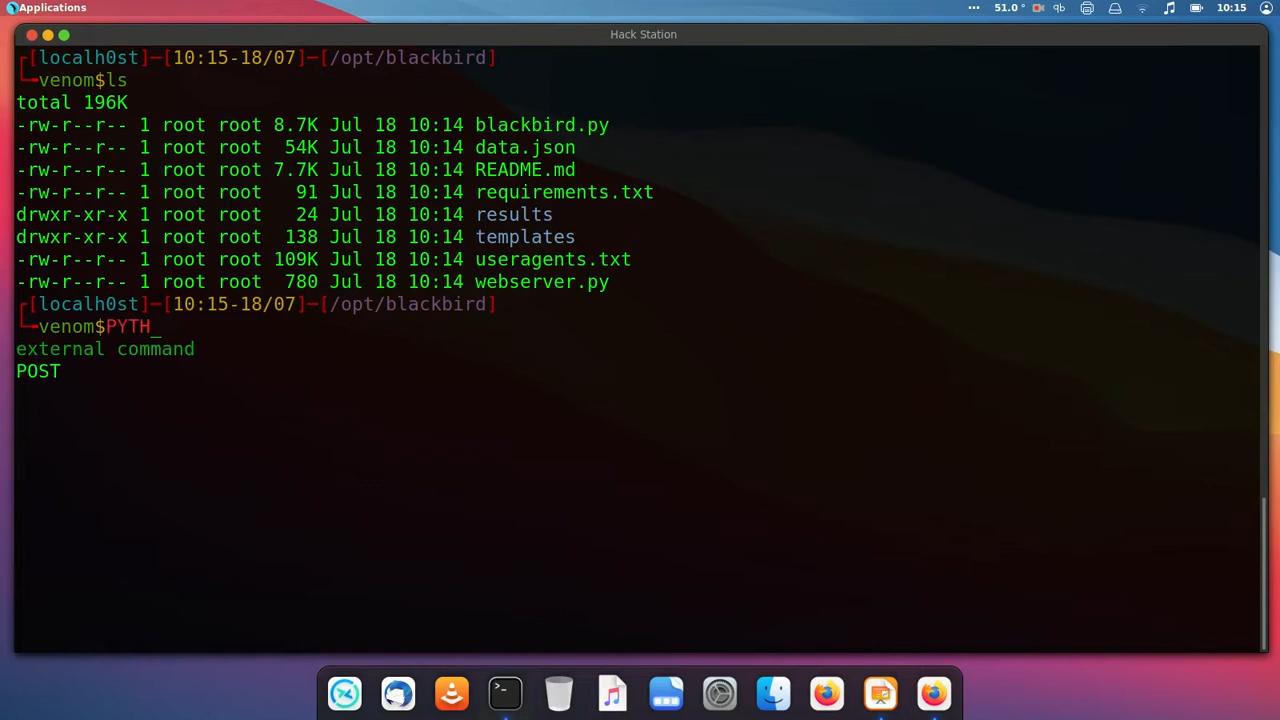 Applications
51.0 °
qb
10:15
Hack Station
┌[localh0st]─[10:15-18/07]─[/opt/blackbird]
└╼venom$ls
total 196K
-rw-r--r-- 1 root root 8.7K Jul 18 10:14 blackbird.py
-rw-r--r-- 1 root root  54K Jul 18 10:14 data.json
-rw-r--r-- 1 root root 7.7K Jul 18 10:14 README.md
-rw-r--r-- 1 root root   91 Jul 18 10:14 requirements.txt
drwxr-xr-x 1 root root   24 Jul 18 10:14 results
drwxr-xr-x 1 root root  138 Jul 18 10:14 templates
-rw-r--r-- 1 root root 109K Jul 18 10:14 useragents.txt
-rw-r--r-- 1 root root  780 Jul 18 10:14 webserver.py
┌[localh0st]─[10:15-18/07]─[/opt/blackbird]
└╼venom$PYTH_
external command
POST